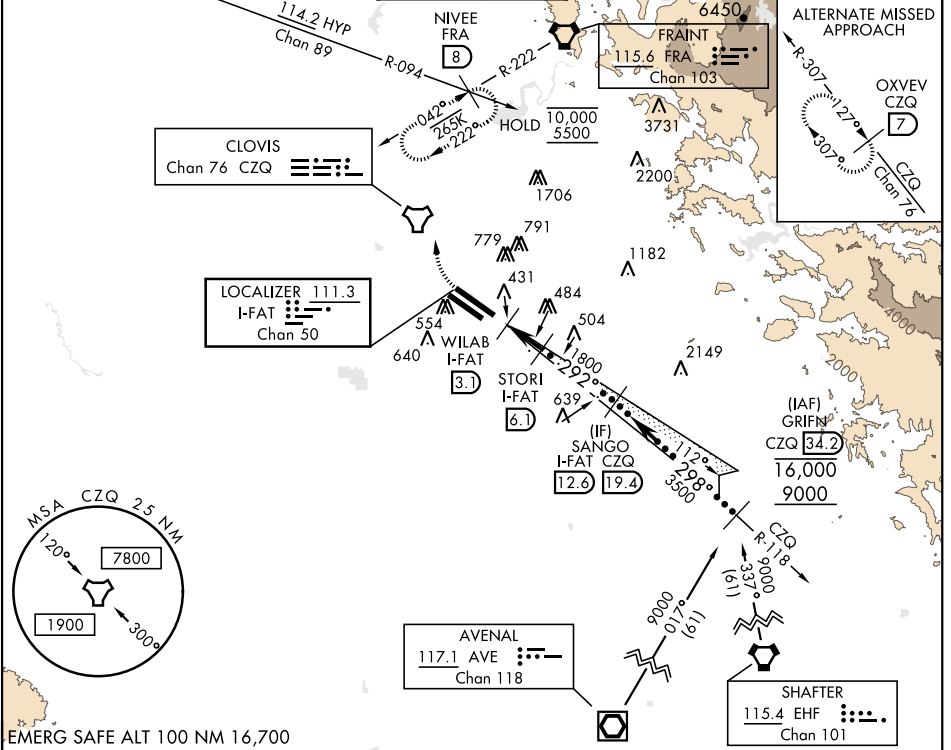 114.2 HYP
Chan 89
R-094
NIVEE
FRA
8
R-222
042°
265K
222°
HOLD
10,000
5500
FRAINT
115.6 FRA
Chan 103
6450
3731
2200
ALTERNATE MISSED
APPROACH
R-307
127°
307°
OXVEV
CZQ
7
CZQ
Chan 76
CLOVIS
Chan 76 CZQ
1706
779
791
1182
431
484
504
2149
LOCALIZER 111.3
I-FAT
Chan 50
554
640
WILAB
I-FAT
3.1
STORI
I-FAT
6.1
1800
292°
639
(IF)
SANGO
I-FAT CZQ
12.6 19.4
112°
298°
3500
4000
2000
(IAF)
GRIFN
CZQ 34.2
16,000
9000
CZQ
R-118
9000
017°
(61)
9000
337°
(61)
MSA CZQ 25 NM
120°
7800
1900
300°
AVENAL
117.1 AVE
Chan 118
SHAFTER
115.4 EHF
Chan 101
EMERG SAFE ALT 100 NM 16,700